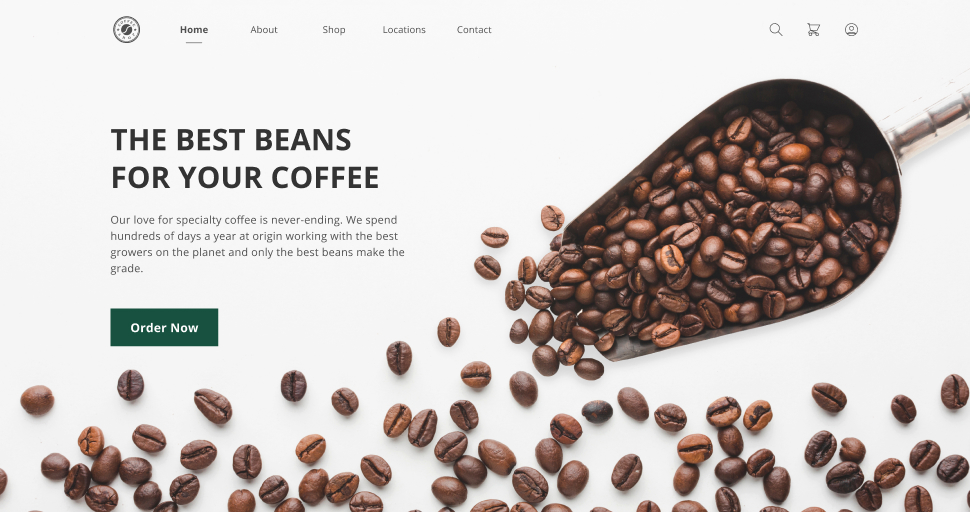 Home
About
Shop
Locations
Contact
THE BEST BEANS
FOR YOUR COFFEE
Our love for specialty coffee is never-ending. We spend
hundreds of days a year at origin working with the best
growers on the planet and only the best beans make the
grade.
Order Now